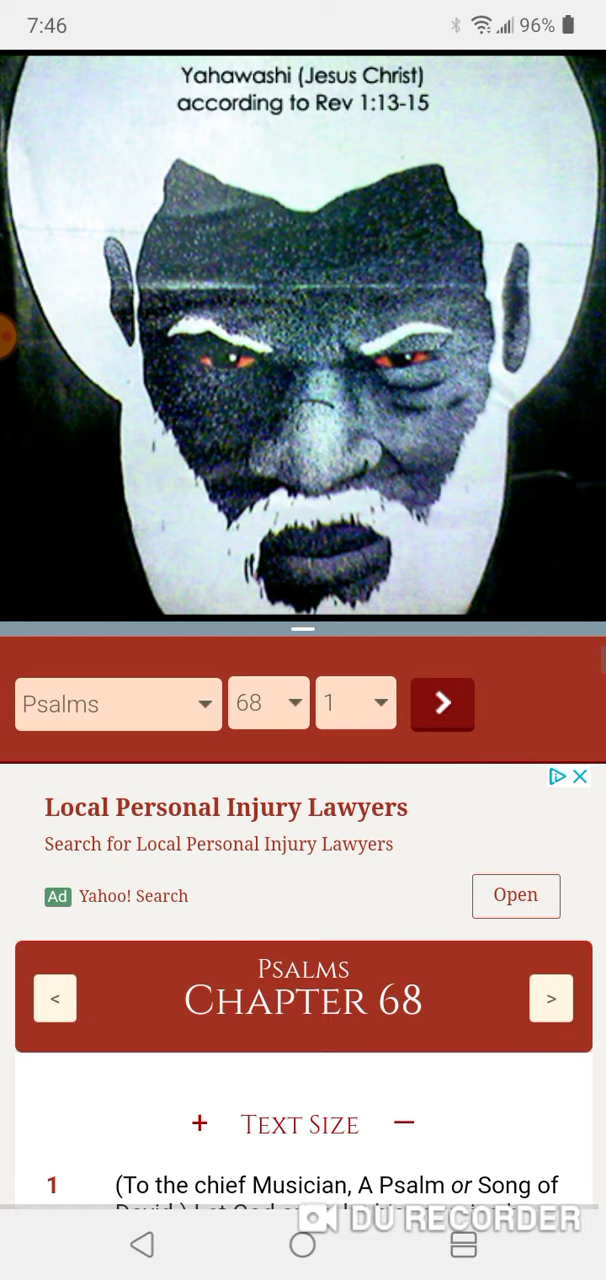 7:46
96%
Yahawashi (Jesus Christ)
according to Rev 1:13-15
Psalms 68 1
Local Personal Injury Lawyers
Search for Local Personal Injury Lawyers
Ad Yahoo! Search
Open
PSALMS
< CHAPTER 68 >
+ TEXT SIZE −
1 (To the chief Musician, A Psalm or Song of
DU RECORDER